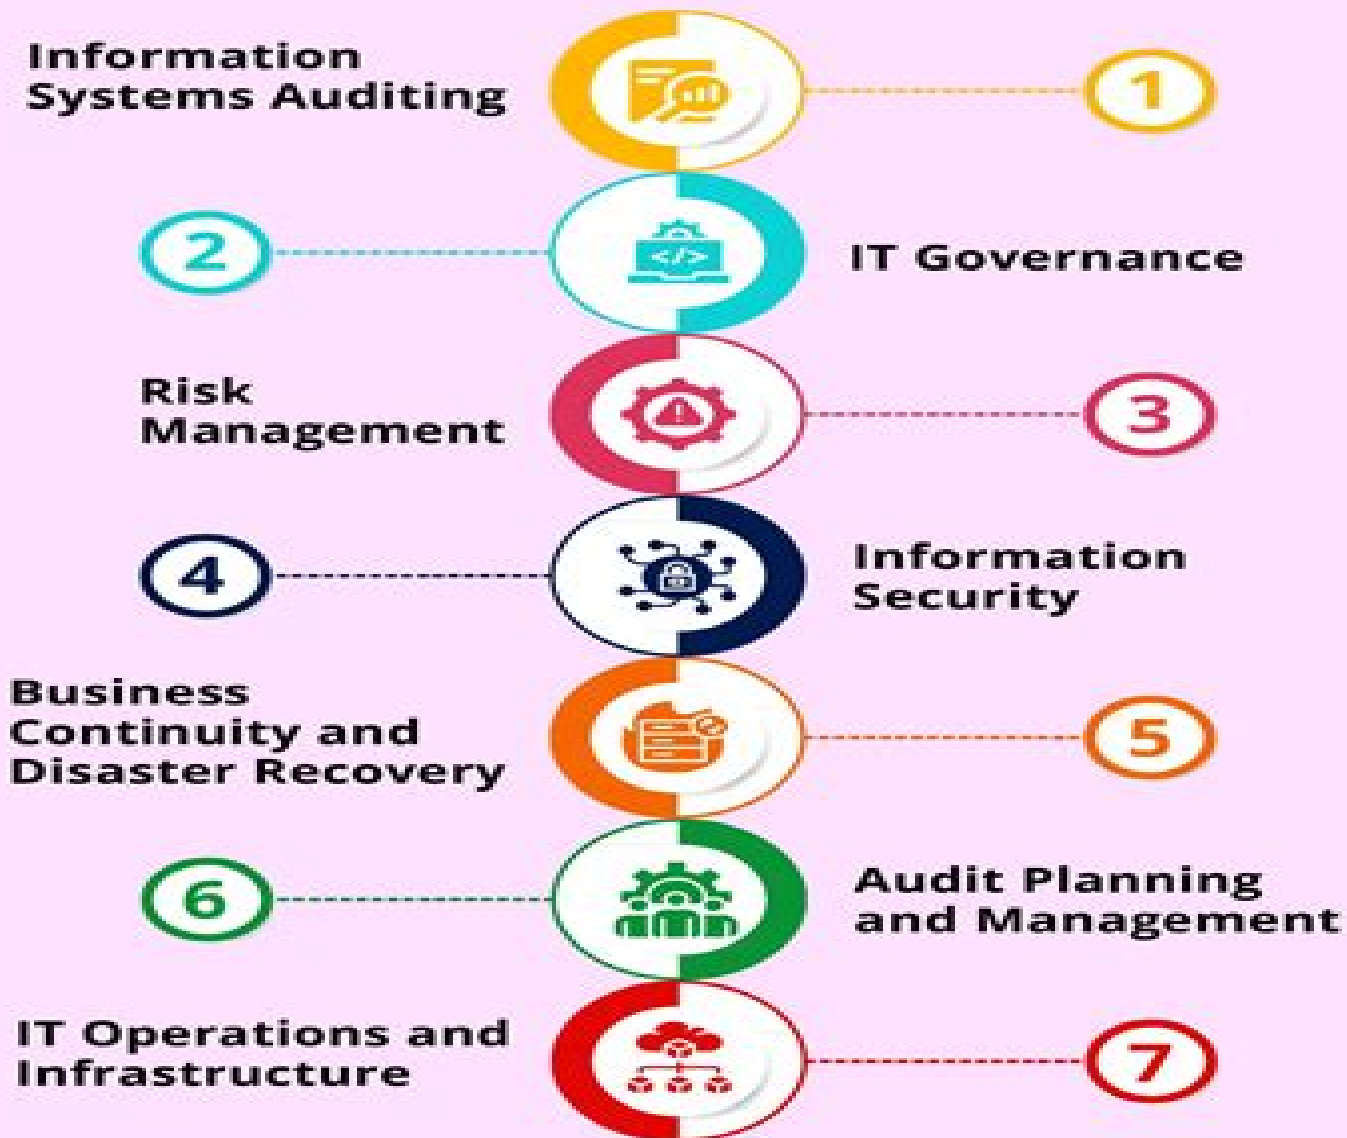 Information
Systems Auditing
1
2
</>
IT Governance
Risk
Management
3
4
Information
Security
Business
Continuity and
Disaster Recovery
5
6
Audit Planning
and Management
IT Operations and
Infrastructure
7